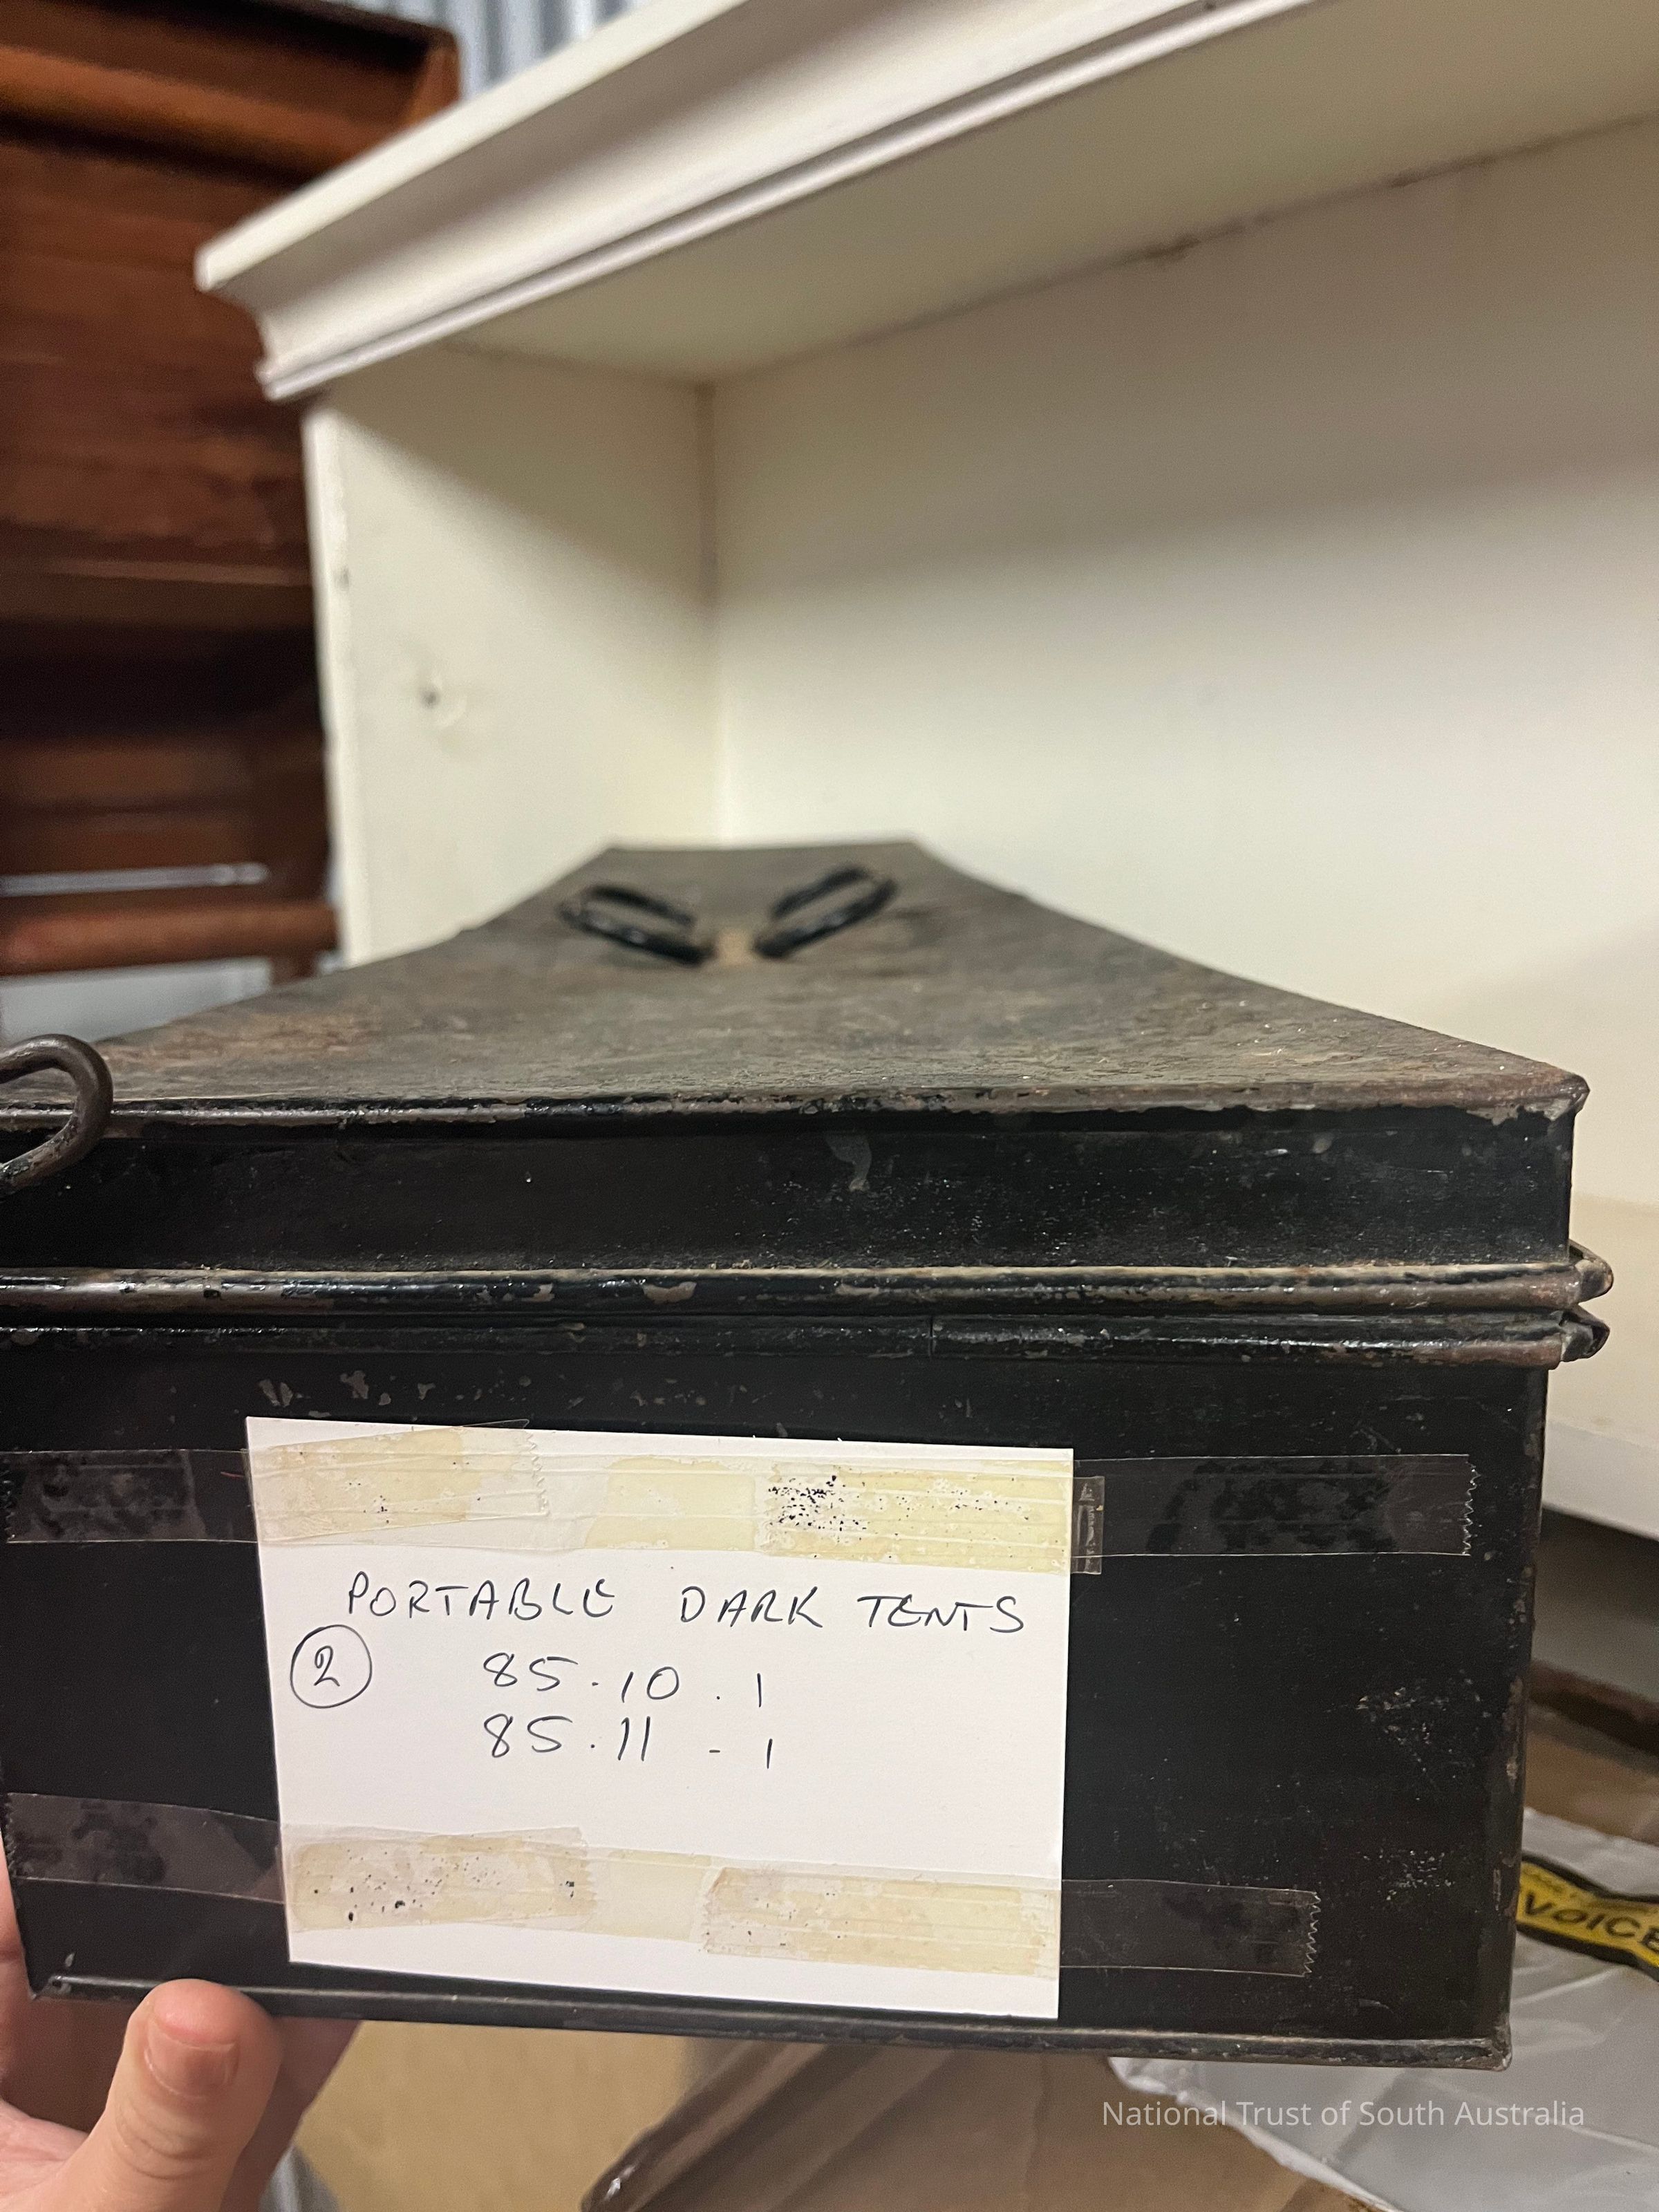 PORTABLE DARK TENTS
2 85.10.1
85.11-1
VOICE
National Trust of South Australia